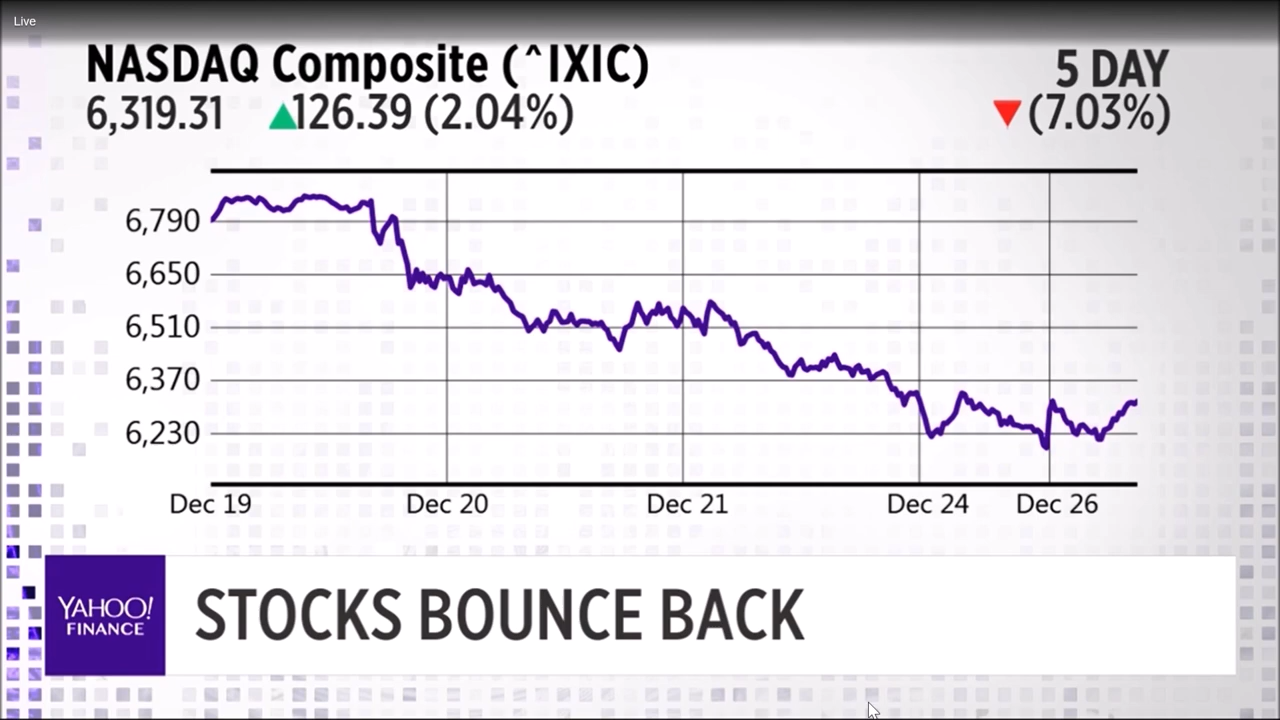 Live
NASDAQ Composite (^IXIC)
5 DAY
6,319.31 ▲126.39 (2.04%)
▼(7.03%)
6,790
6,650
6,510
6,370
6,230
Dec 19 Dec 20 Dec 21 Dec 24 Dec 26
YAHOO!
FINANCE
STOCKS BOUNCE BACK